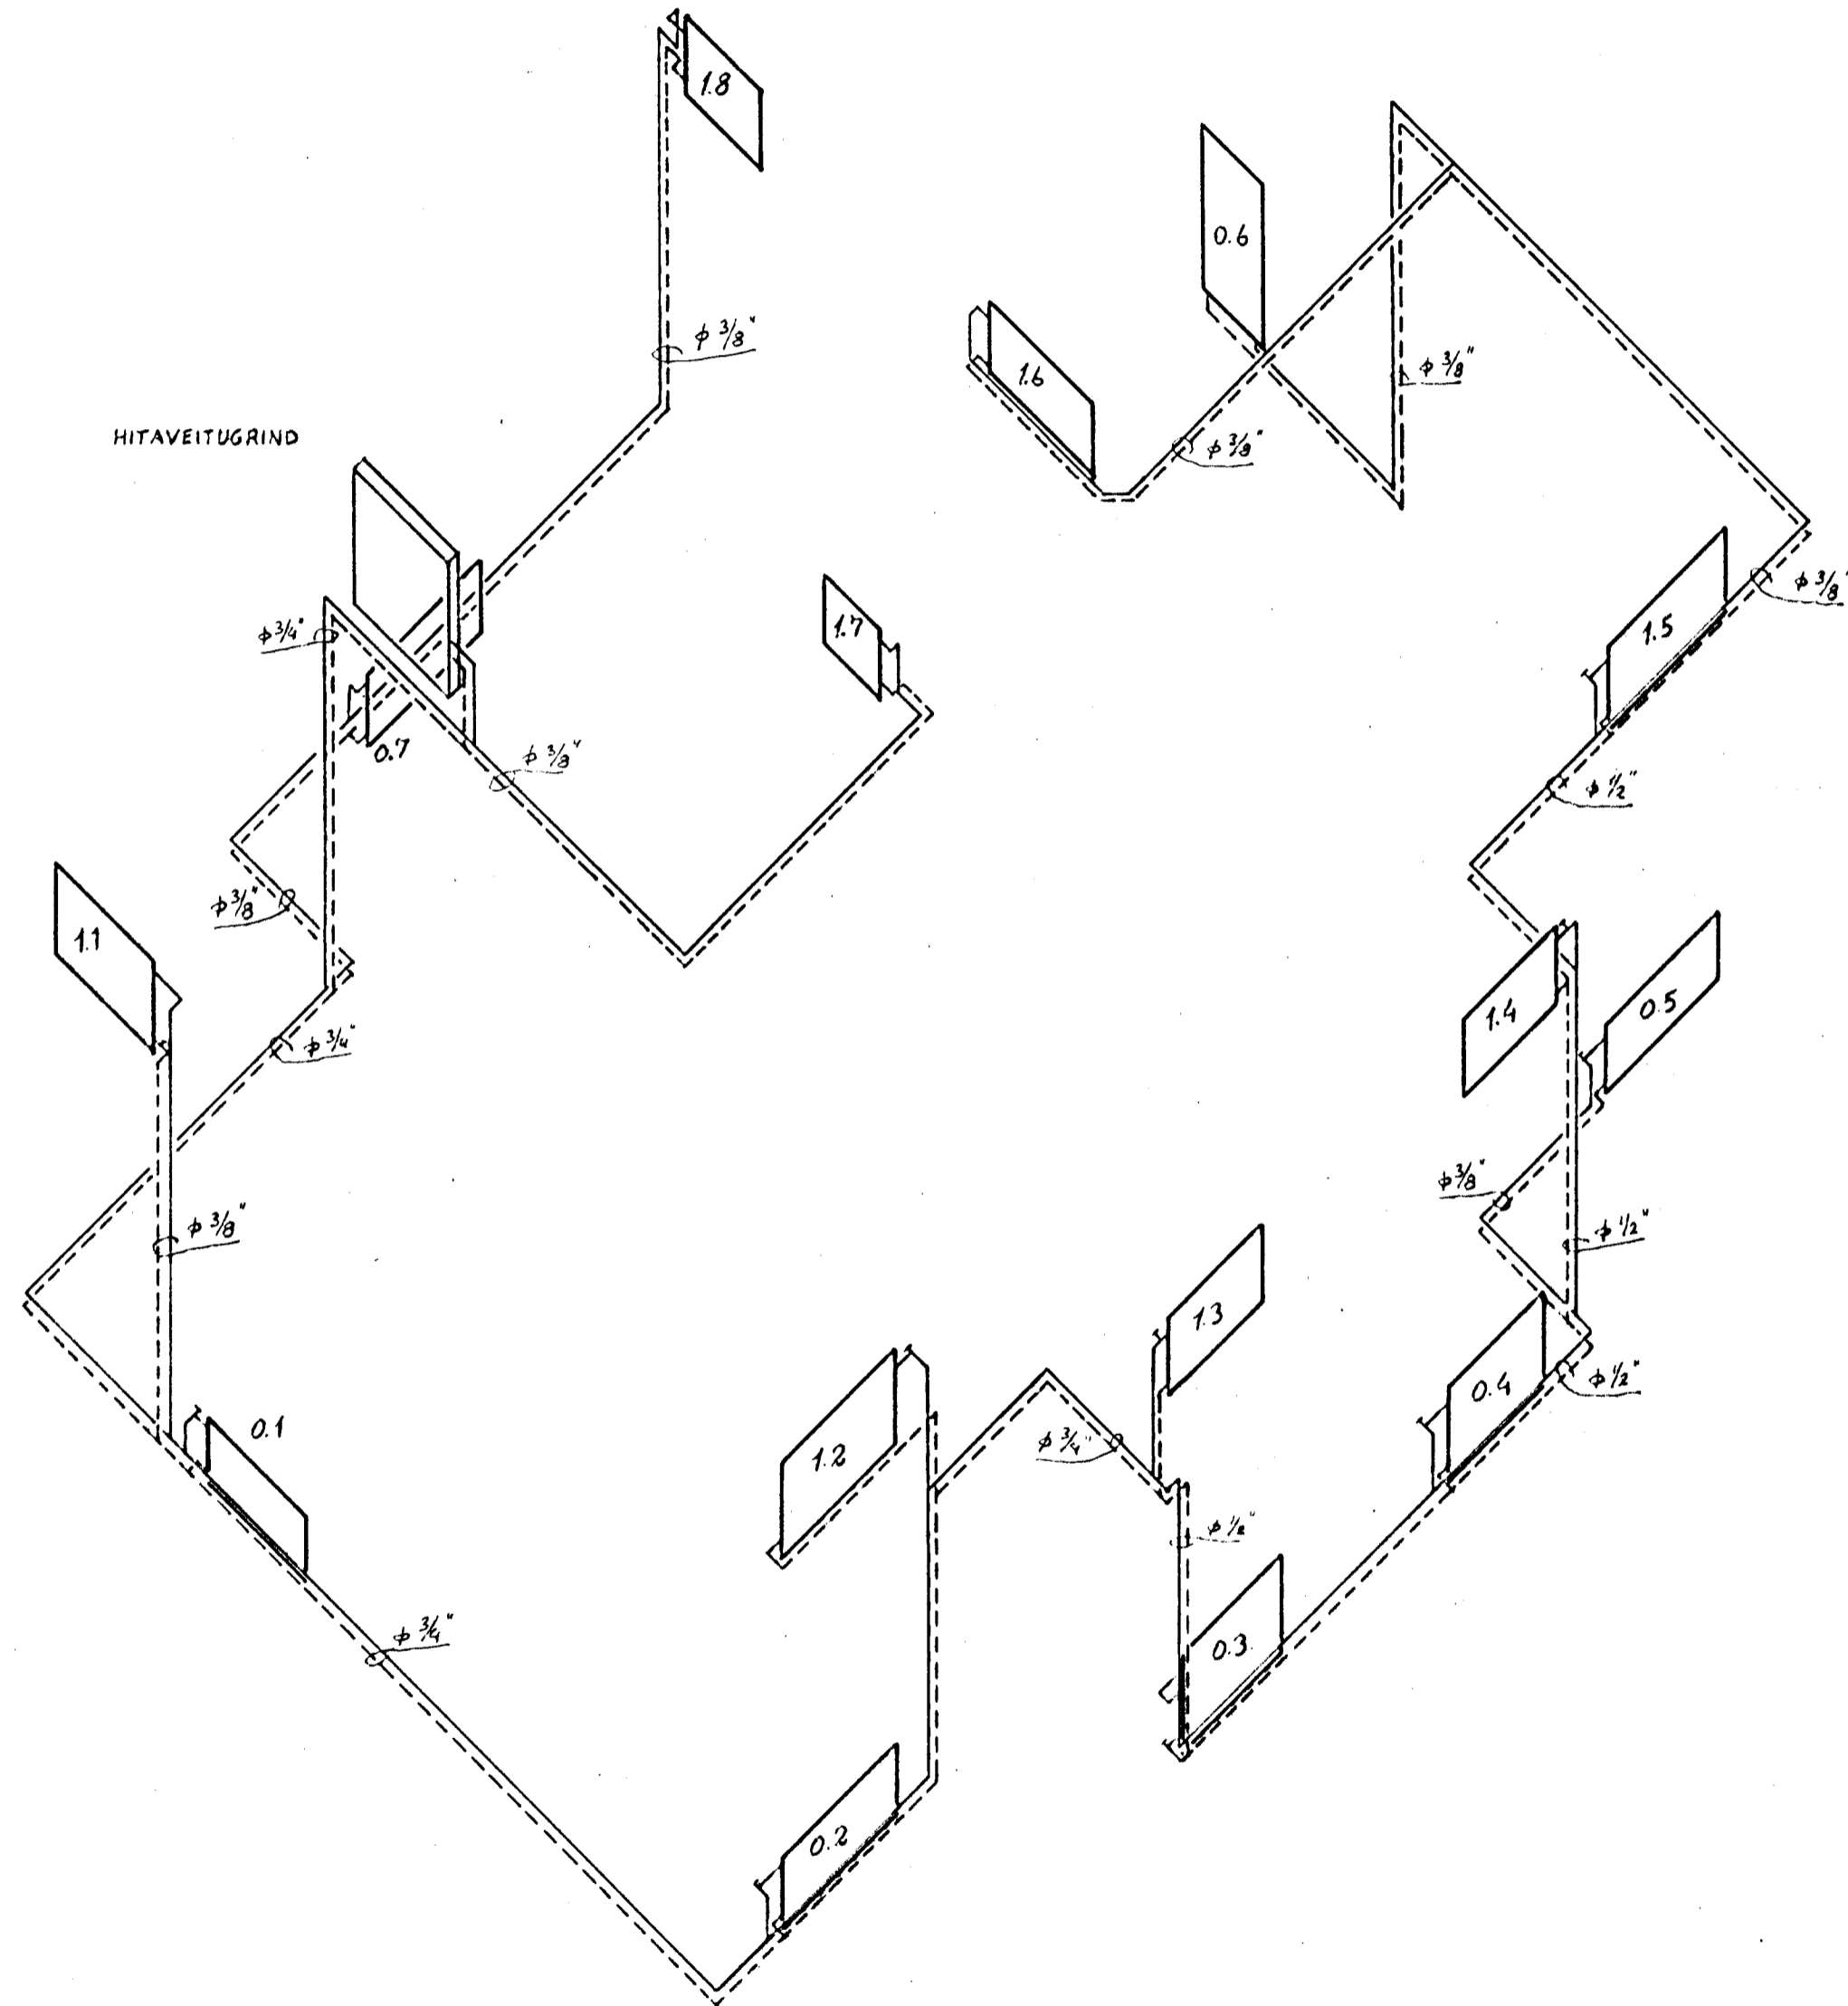 1.8
0.6
φ 3/8"
φ 3/8"
1.6
HITAVEITUGRIND
φ 3/8"
φ 3/8"
1.7
1.5
φ 3/4"
0.7
φ 3/8"
φ 1/2"
φ 3/8"
1.1
1.4
0.5
φ 3/4"
φ 3/8"
φ 3/8"
φ 1/2"
1.3
0.4
φ 1/2"
0.1
1.2
φ 3/4"
φ 1/2"
φ 3/4"
0.3
0.2